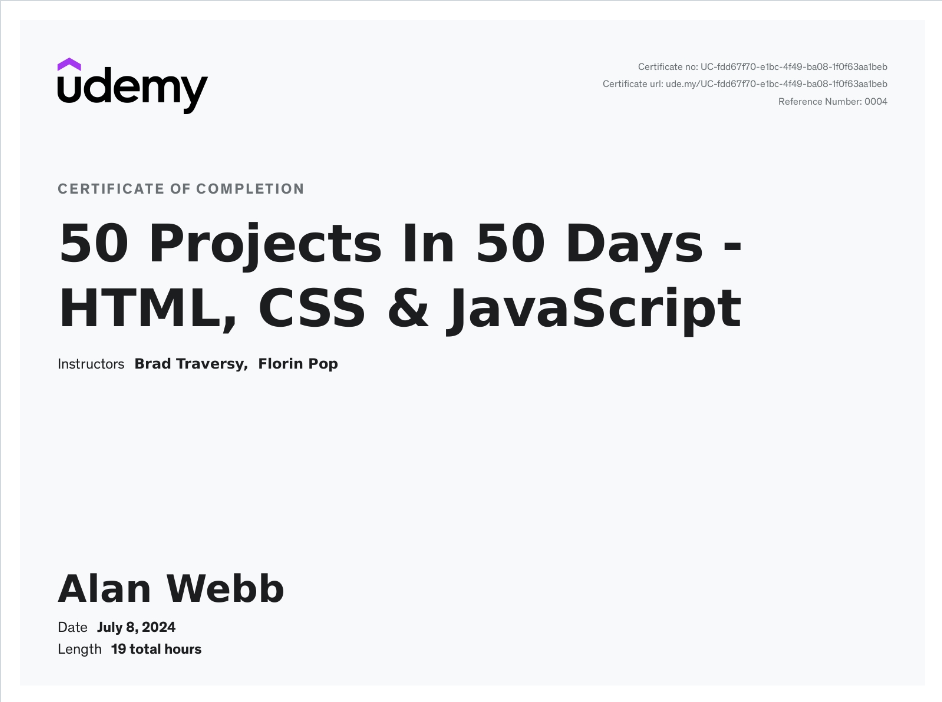 udemy
Certificate no: UC-fdd67f70-e1bc-4f49-ba08-1f0f63aa1beb
Certificate url: ude.my/UC-fdd67f70-e1bc-4f49-ba08-1f0f63aa1beb
Reference Number: 0004
CERTIFICATE OF COMPLETION
50 Projects In 50 Days -
HTML, CSS & JavaScript
Instructors Brad Traversy, Florin Pop
Alan Webb
Date July 8, 2024
Length 19 total hours